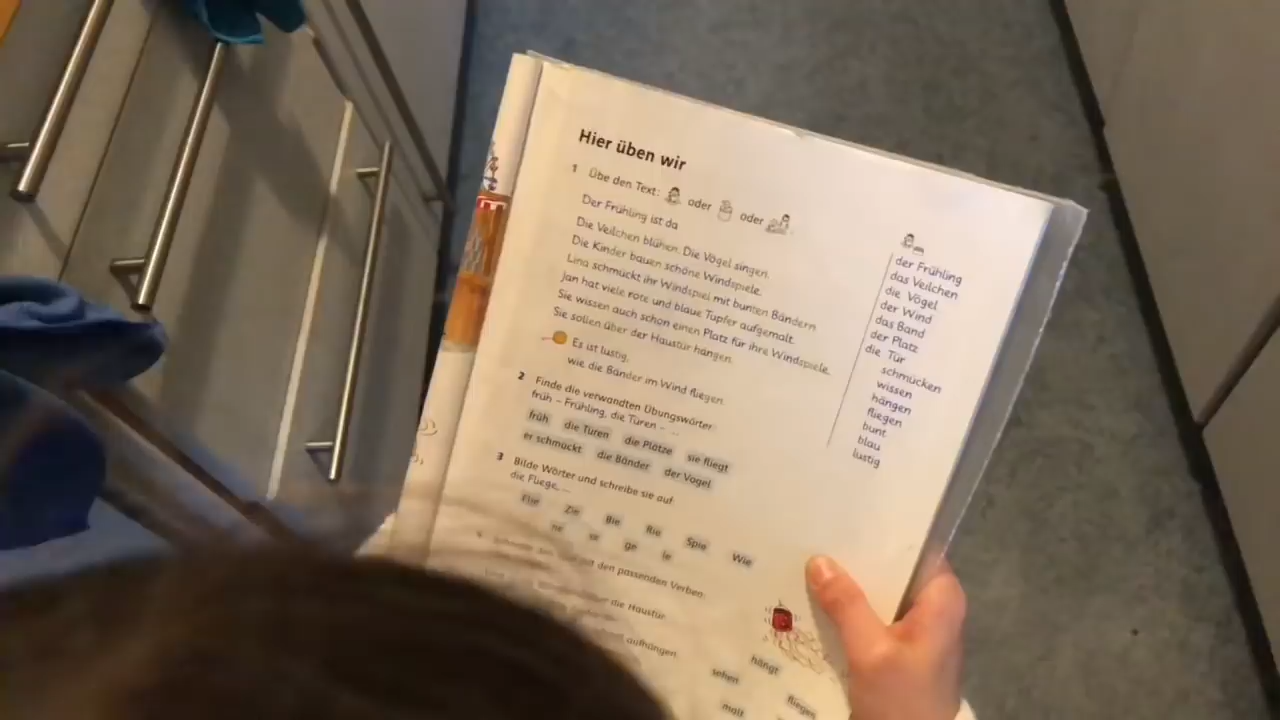 Hier üben wir
1 Übe den Text: oder oder
Der Frühling ist da
Die Veilchen blühen. Die Vögel singen.
Die Kinder bauen schöne Windspiele.
Lina schmückt ihr Windspiel mit bunten Bändern
Jan hat viele rote und blaue Tupfer aufgemalt.
Sie wissen auch schon einen Platz für ihre Windspiele.
Sie sollen über der Haustür hängen.
Es ist lustig,
wie die Bänder im Wind fliegen.
der Frühling
das Veilchen
die Vögel
der Wind
das Band
der Platz
die Tür
schmücken
wissen
hängen
fliegen
bunt
blau
lustig
2 Finde die verwandten Übungswörter.
früh – Frühling, die Türen – ...
früh die Türen die Plätze sie fliegt
er schmückt die Bänder der Vogel
3 Bilde Wörter und schreibe sie auf.
die Fliege, ...
Flie Zie Bie Rie Spie Wie
ne se ge le
den passenden Verben.
die Haustür
aufhängen.
hängt
sehen
fliegen
malt